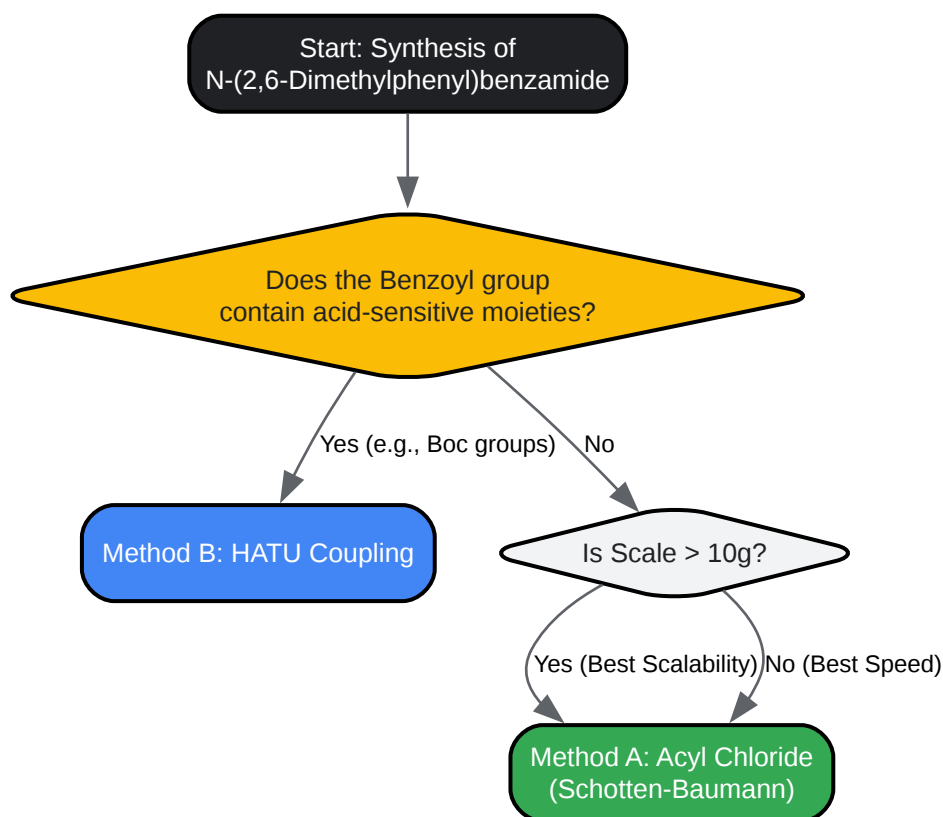 Start: Synthesis of
N-(2,6-Dimethylphenyl)benzamide
Does the Benzoyl group
contain acid-sensitive moieties?
Yes (e.g., Boc groups)
No
Method B: HATU Coupling
Is Scale > 10g?
Yes (Best Scalability)
No (Best Speed)
Method A: Acyl Chloride
(Schotten-Baumann)